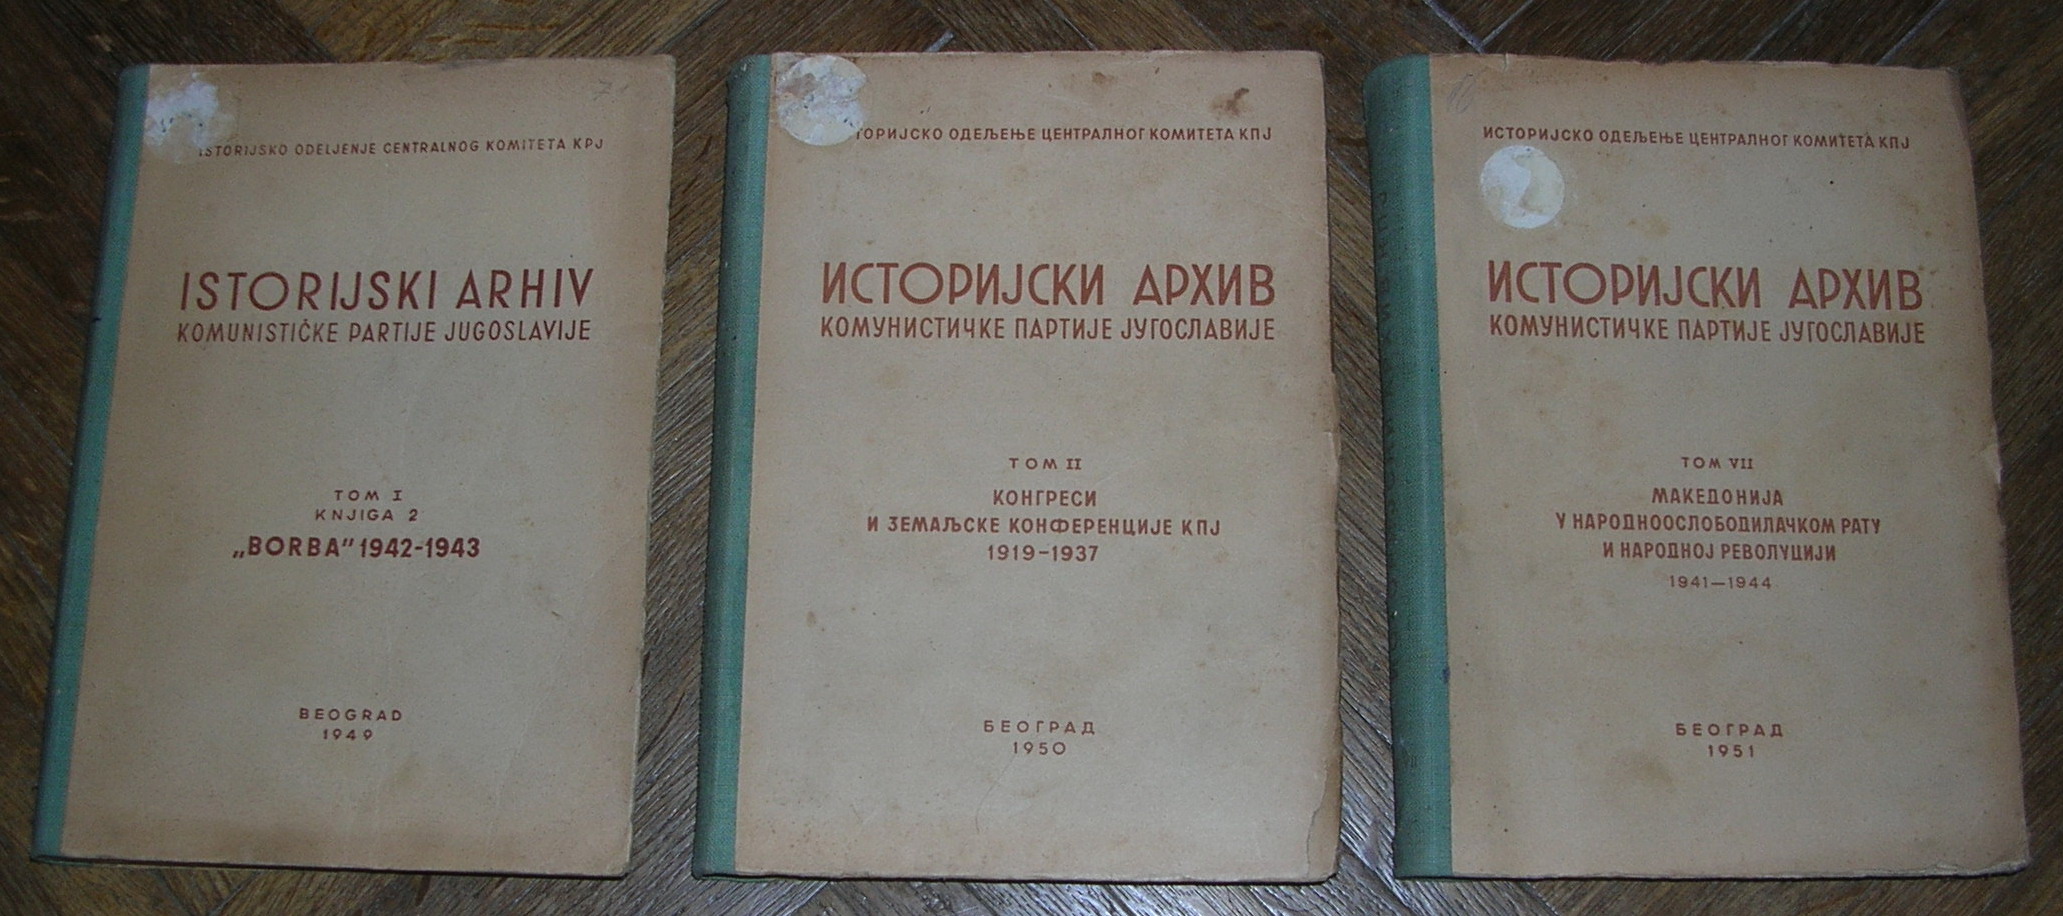 ISTORIJSKO ODELJENJE CENTRALNOG KOMITETA KPJ
ISTORIJSKI ARHIV
KOMUNISTIČKE PARTIJE JUGOSLAVIJE
TOM I
KNJIGA 2
„BORBA" 1942-1943
BEOGRAD
1949
ТОРИЈСКО ОДЕЉЕЊЕ ЦЕНТРАЛНОГ КОМИТЕТА КПЈ
ИСТОРИЈСКИ АРХИВ
КОМУНИСТИЧКЕ ПАРТИЈЕ ЈУГОСЛАВИЈЕ
ТОМ II
КОНГРЕСИ
И ЗЕМАЉСКЕ КОНФЕРЕНЦИЈЕ КПЈ
1919-1937
БЕОГРАД
1950
ИСТОРИЈСКО ОДЕЉЕЊЕ ЦЕНТРАЛНОГ КОМИТЕТА КПЈ
ИСТОРИЈСКИ АРХИВ
КОМУНИСТИЧКЕ ПАРТИЈЕ ЈУГОСЛАВИЈЕ
ТОМ VII
МАКЕДОНИЈА
У НАРОДНООСЛОБОДИЛАЧКОМ РАТУ
И НАРОДНОЈ РЕВОЛУЦИЈИ
1941—1944
БЕОГРАД
1951